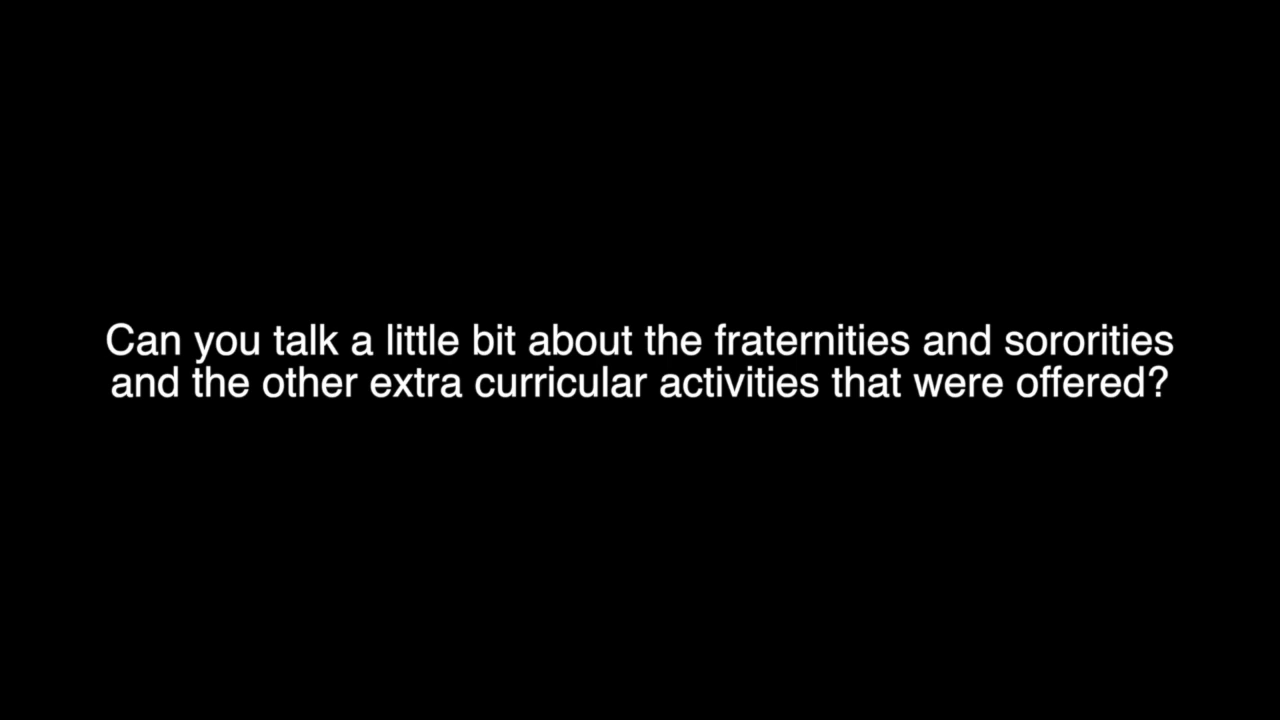 Can you talk a little bit about the fraternities and sororities
and the other extra curricular activities that were offered?